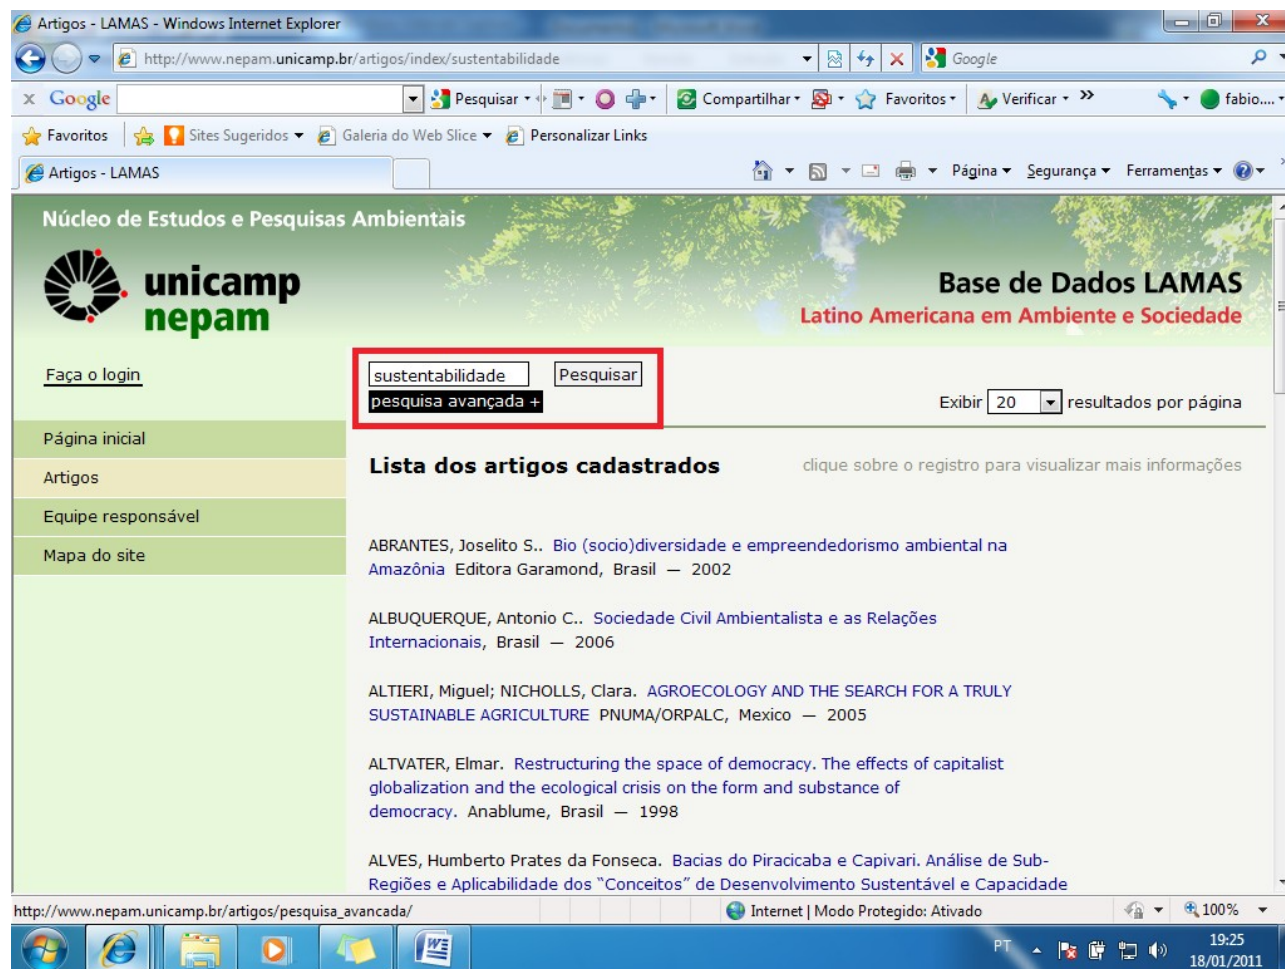 Artigos - LAMAS - Windows Internet Explorer
http://www.nepam.unicamp.br/artigos/index/sustentabilidade
Google
x Google
Pesquisar
Compartilhar
Favoritos
Verificar
»
fabio....
Favoritos
Sites Sugeridos
Galeria do Web Slice
Personalizar Links
Artigos - LAMAS
Página
Segurança
Ferramentas
»
Núcleo de Estudos e Pesquisas Ambientais
unicamp
nepam
Base de Dados LAMAS
Latino Americana em Ambiente e Sociedade
Faça o login
sustentabilidade
Pesquisar
pesquisa avançada +
Exibir 20 resultados por página
Página inicial
Artigos
Equipe responsável
Mapa do site
Lista dos artigos cadastrados
clique sobre o registro para visualizar mais informações
ABRANTES, Joselito S.. Bio (socio)diversidade e empreendedorismo ambiental na
Amazônia Editora Garamond, Brasil — 2002
ALBUQUERQUE, Antonio C.. Sociedade Civil Ambientalista e as Relações
Internacionais, Brasil — 2006
ALTIERI, Miguel; NICHOLLS, Clara. AGROECOLOGY AND THE SEARCH FOR A TRULY
SUSTAINABLE AGRICULTURE PNUMA/ORPALC, Mexico — 2005
ALTVATER, Elmar. Restructuring the space of democracy. The effects of capitalist
globalization and the ecological crisis on the form and substance of
democracy. Anablume, Brasil — 1998
ALVES, Humberto Prates da Fonseca. Bacias do Piracicaba e Capivari. Análise de Sub-
Regiões e Aplicabilidade dos "Conceitos" de Desenvolvimento Sustentável e Capacidade
http://www.nepam.unicamp.br/artigos/pesquisa_avancada/
Internet | Modo Protegido: Ativado
100%
PT
19:25
18/01/2011